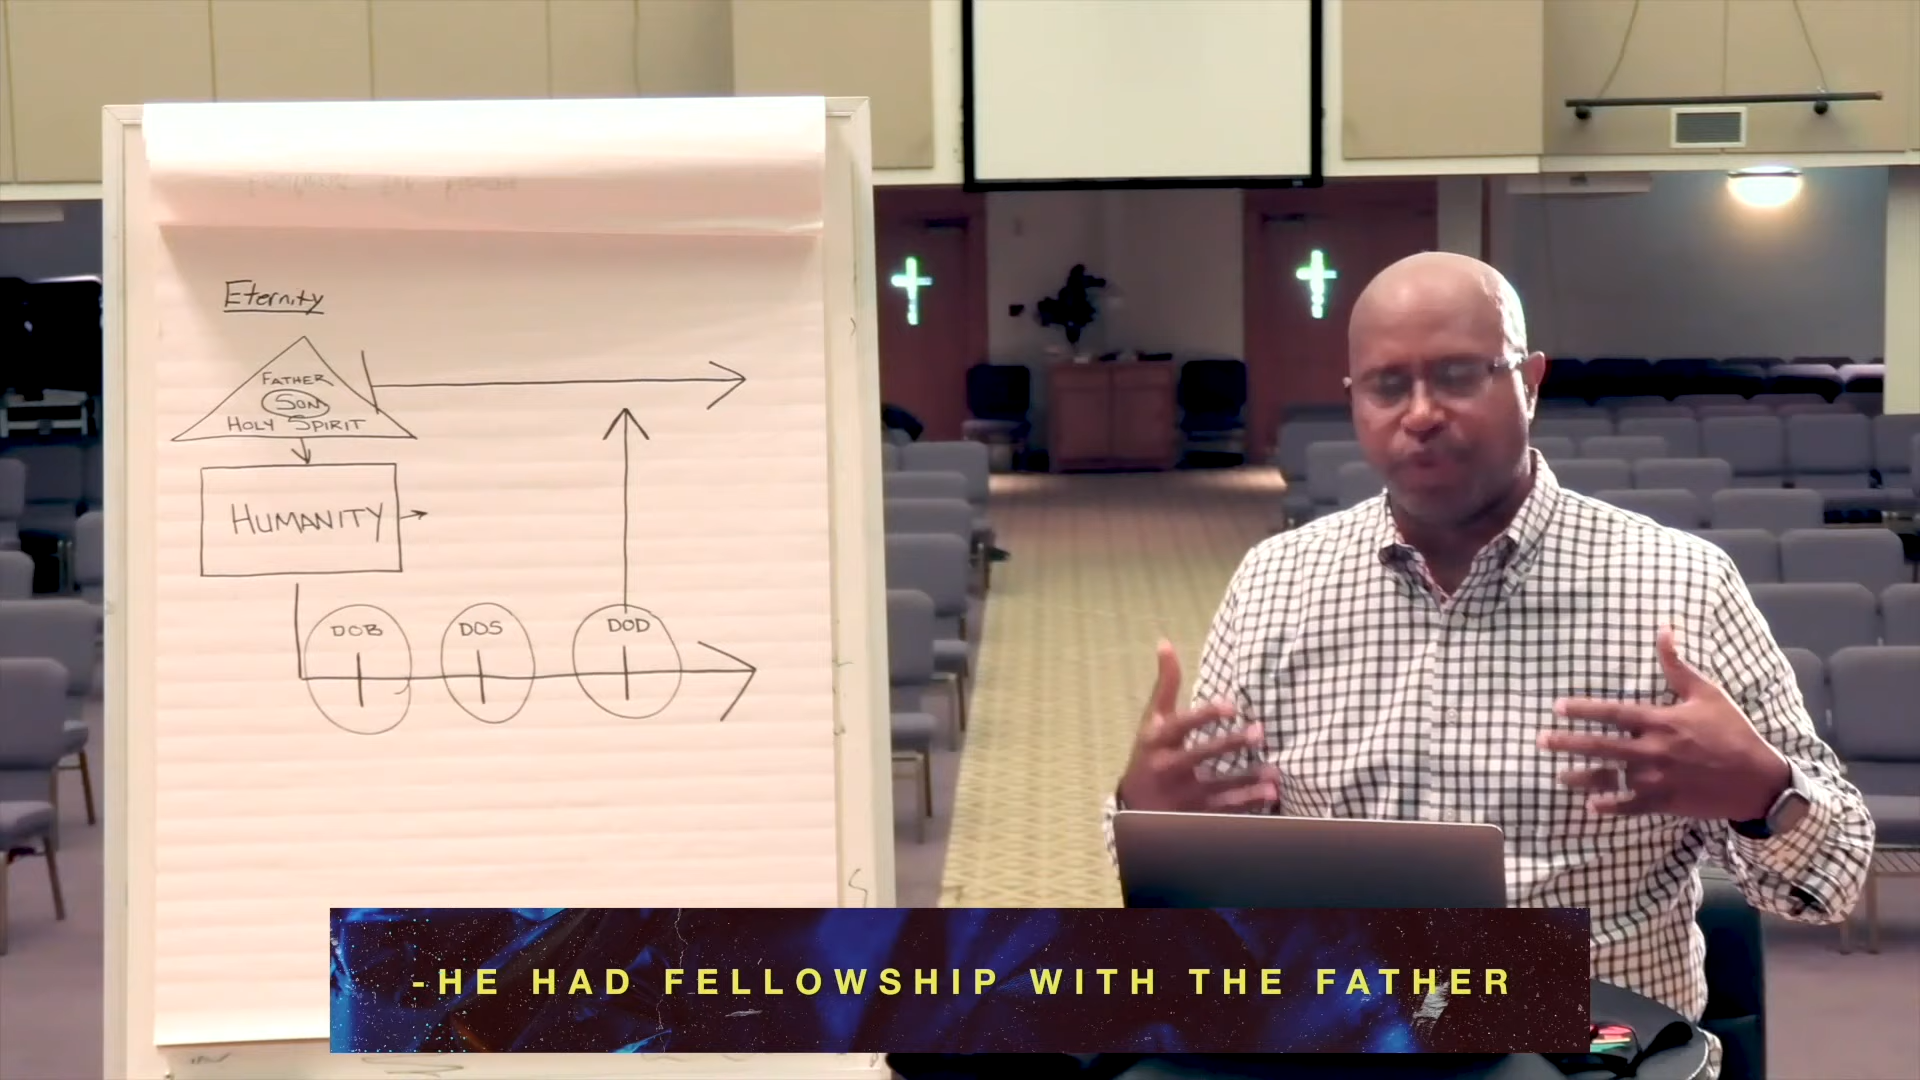 Eternity
FATHER
SON
HOLY SPIRIT
HUMANITY
DOB DOS DOD
-HE HAD FELLOWSHIP WITH THE FATHER